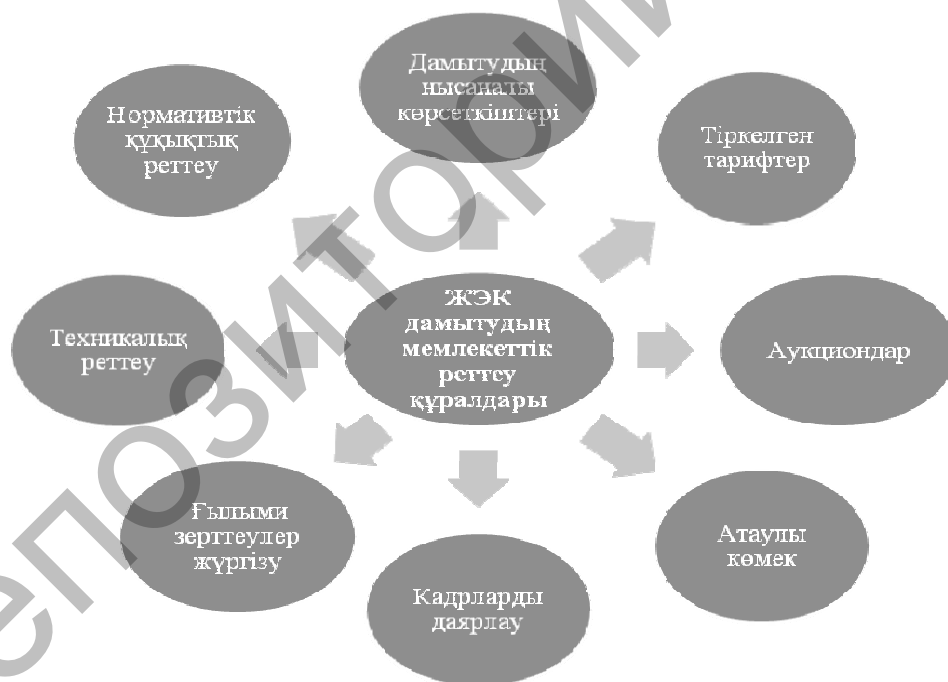 Дамытудың
нысаналы
көрсеткіштері
Тіркелген
тарифтер
Аукциондар
Атаулы
көмек
Кадрларды
даярлау
Ғылыми
зерттеулер
жүргізу
Техникалық
реттеу
Нормативтік
құқықтық
реттеу
ЖЭК
дамытудың
мемлекеттік
реттеу
құралдары
епозиторий